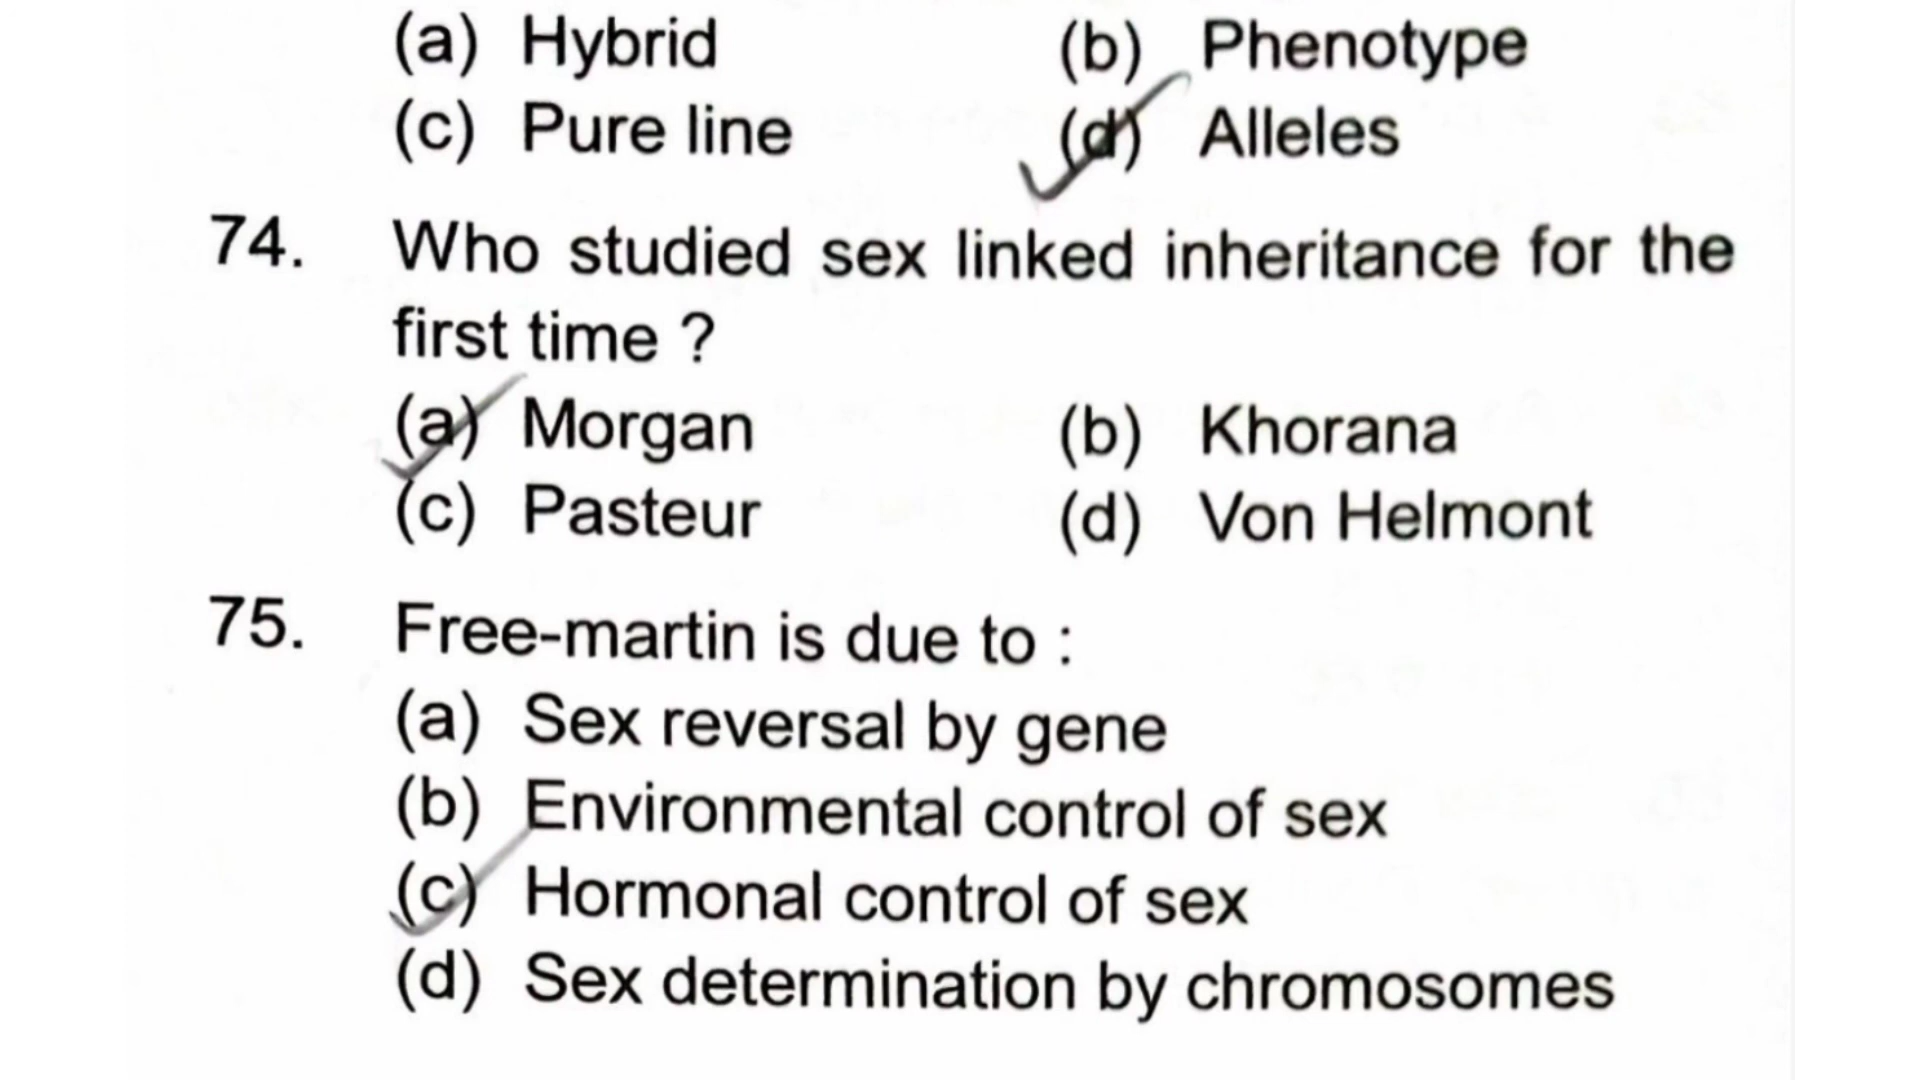 (a) Hybrid (b) Phenotype
(c) Pure line (d) Alleles
74. Who studied sex linked inheritance for the
first time ?
(a) Morgan (b) Khorana
(c) Pasteur (d) Von Helmont
75. Free-martin is due to :
(a) Sex reversal by gene
(b) Environmental control of sex
(c) Hormonal control of sex
(d) Sex determination by chromosomes